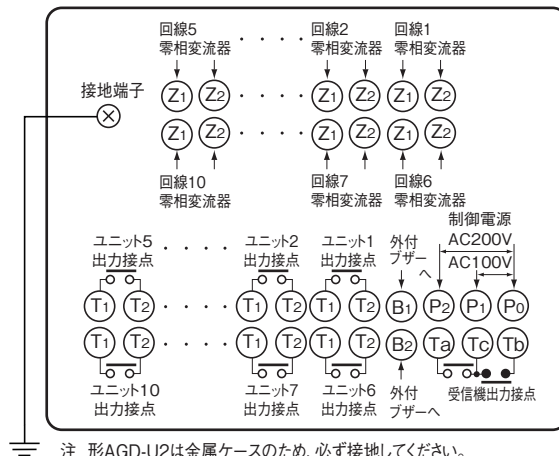 回線5 ・・・・ 回線2 回線1
零相変流器 零相変流器 零相変流器
接地端子
Z1 Z2 ・・・・ Z1 Z2 Z1 Z2
Z1 Z2 ・・・・ Z1 Z2 Z1 Z2
回線10 回線7 回線6
零相変流器 零相変流器 零相変流器
制御電源
AC200V
AC100V
ユニット5 ・・・・ ユニット2 ユニット1 外付
出力接点 出力接点 出力接点 ブザーへ
T1 T2 ・・・・ T1 T2 T1 T2 B1 P2 P1 P0
T1 T2 ・・・・ T1 T2 T1 T2 B2 Ta Tc Tb
ユニット10 ユニット7 ユニット6 外付 受信機出力接点
出力接点 出力接点 出力接点 ブザーへ
注 形AGD-U2は金属ケースのため、必ず接地してください。